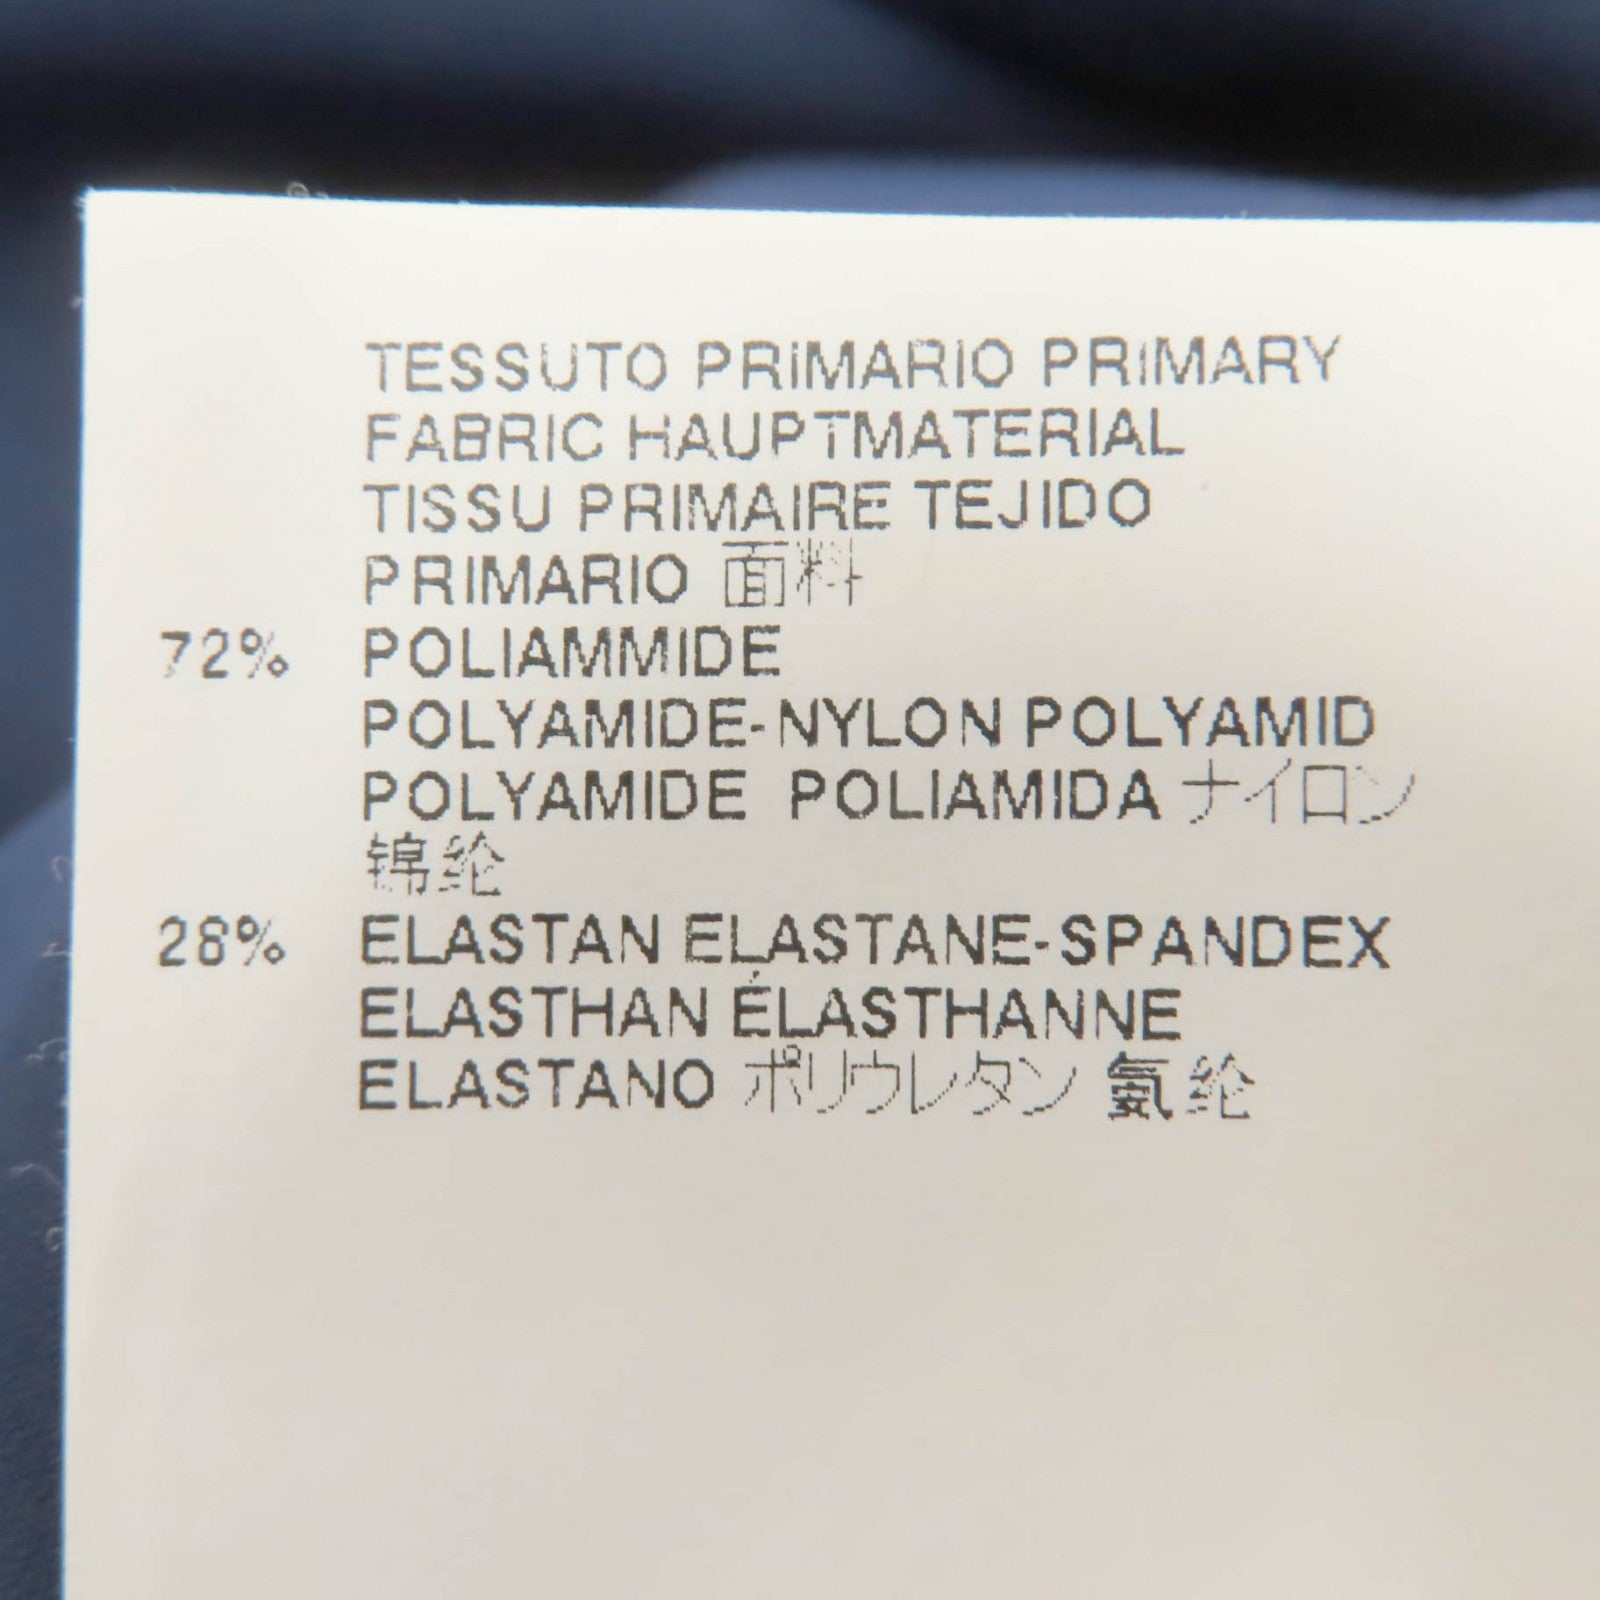 TESSUTO PRIMARIO PRIMARY
FABRIC HAUPTMATERIAL
TISSU PRIMAIRE TEJIDO
PRIMARIO 面料
72% POLIAMMIDE
POLYAMIDE-NYLON POLYAMID
POLYAMIDE POLIAMIDA ナイロン
锦纶
28% ELASTAN ELASTANE-SPANDEX
ELASTHAN ÉLASTHANNE
ELASTANO ポリウレタン 氨纶